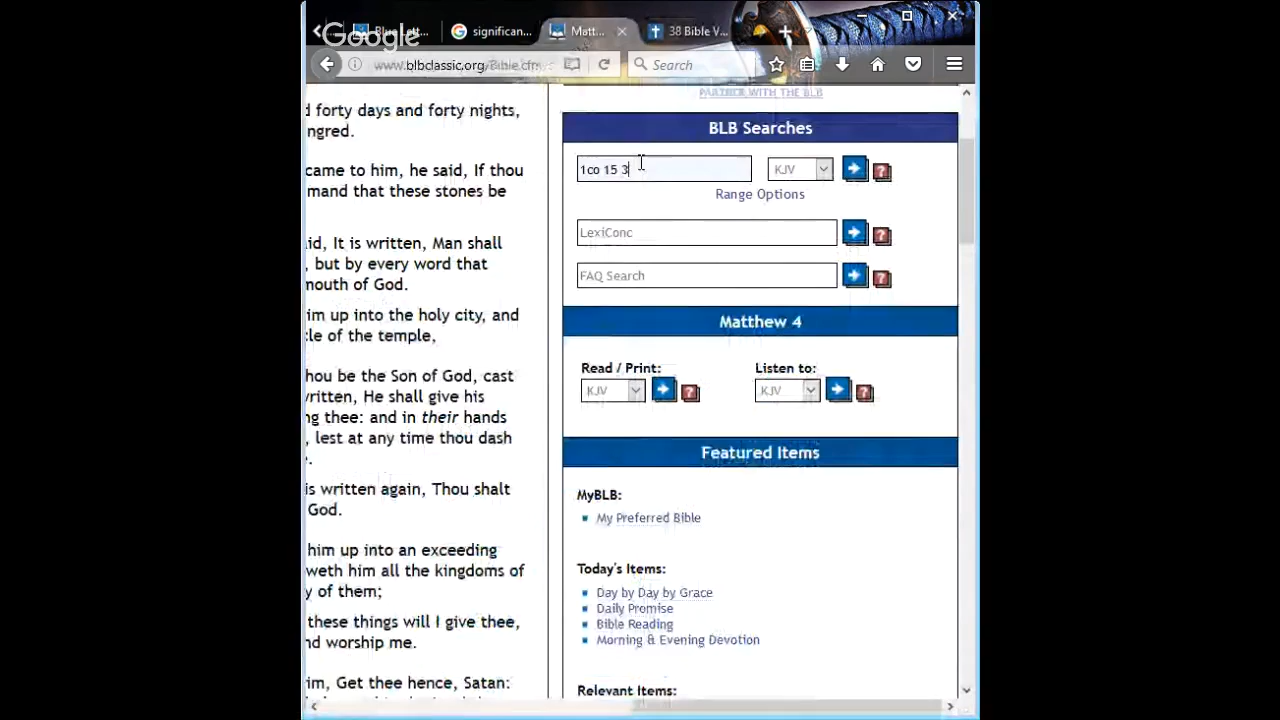 Google
Blue Lett...
significan...
Matt...
38 Bible V...
www.blbclassic.org/Bible.cfm
Search
PARTNER WITH THE BLB
forty days and forty nights,
ngred.
came to him, he said, If thou
mand that these stones be
id, It is written, Man shall
, but by every word that
mouth of God.
im up into the holy city, and
cle of the temple,
hou be the Son of God, cast
written, He shall give his
ng thee: and in their hands
, lest at any time thou dash
is written again, Thou shalt
God.
him up into an exceeding
weth him all the kingdoms of
y of them;
these things will I give thee,
nd worship me.
im, Get thee hence, Satan:
BLB Searches
1co 15 3
KJV
Range Options
LexiConc
FAQ Search
Matthew 4
Read / Print:
Listen to:
KJV
KJV
Featured Items
MyBLB:
My Preferred Bible
Today's Items:
Day by Day by Grace
Daily Promise
Bible Reading
Morning & Evening Devotion
Relevant Items: